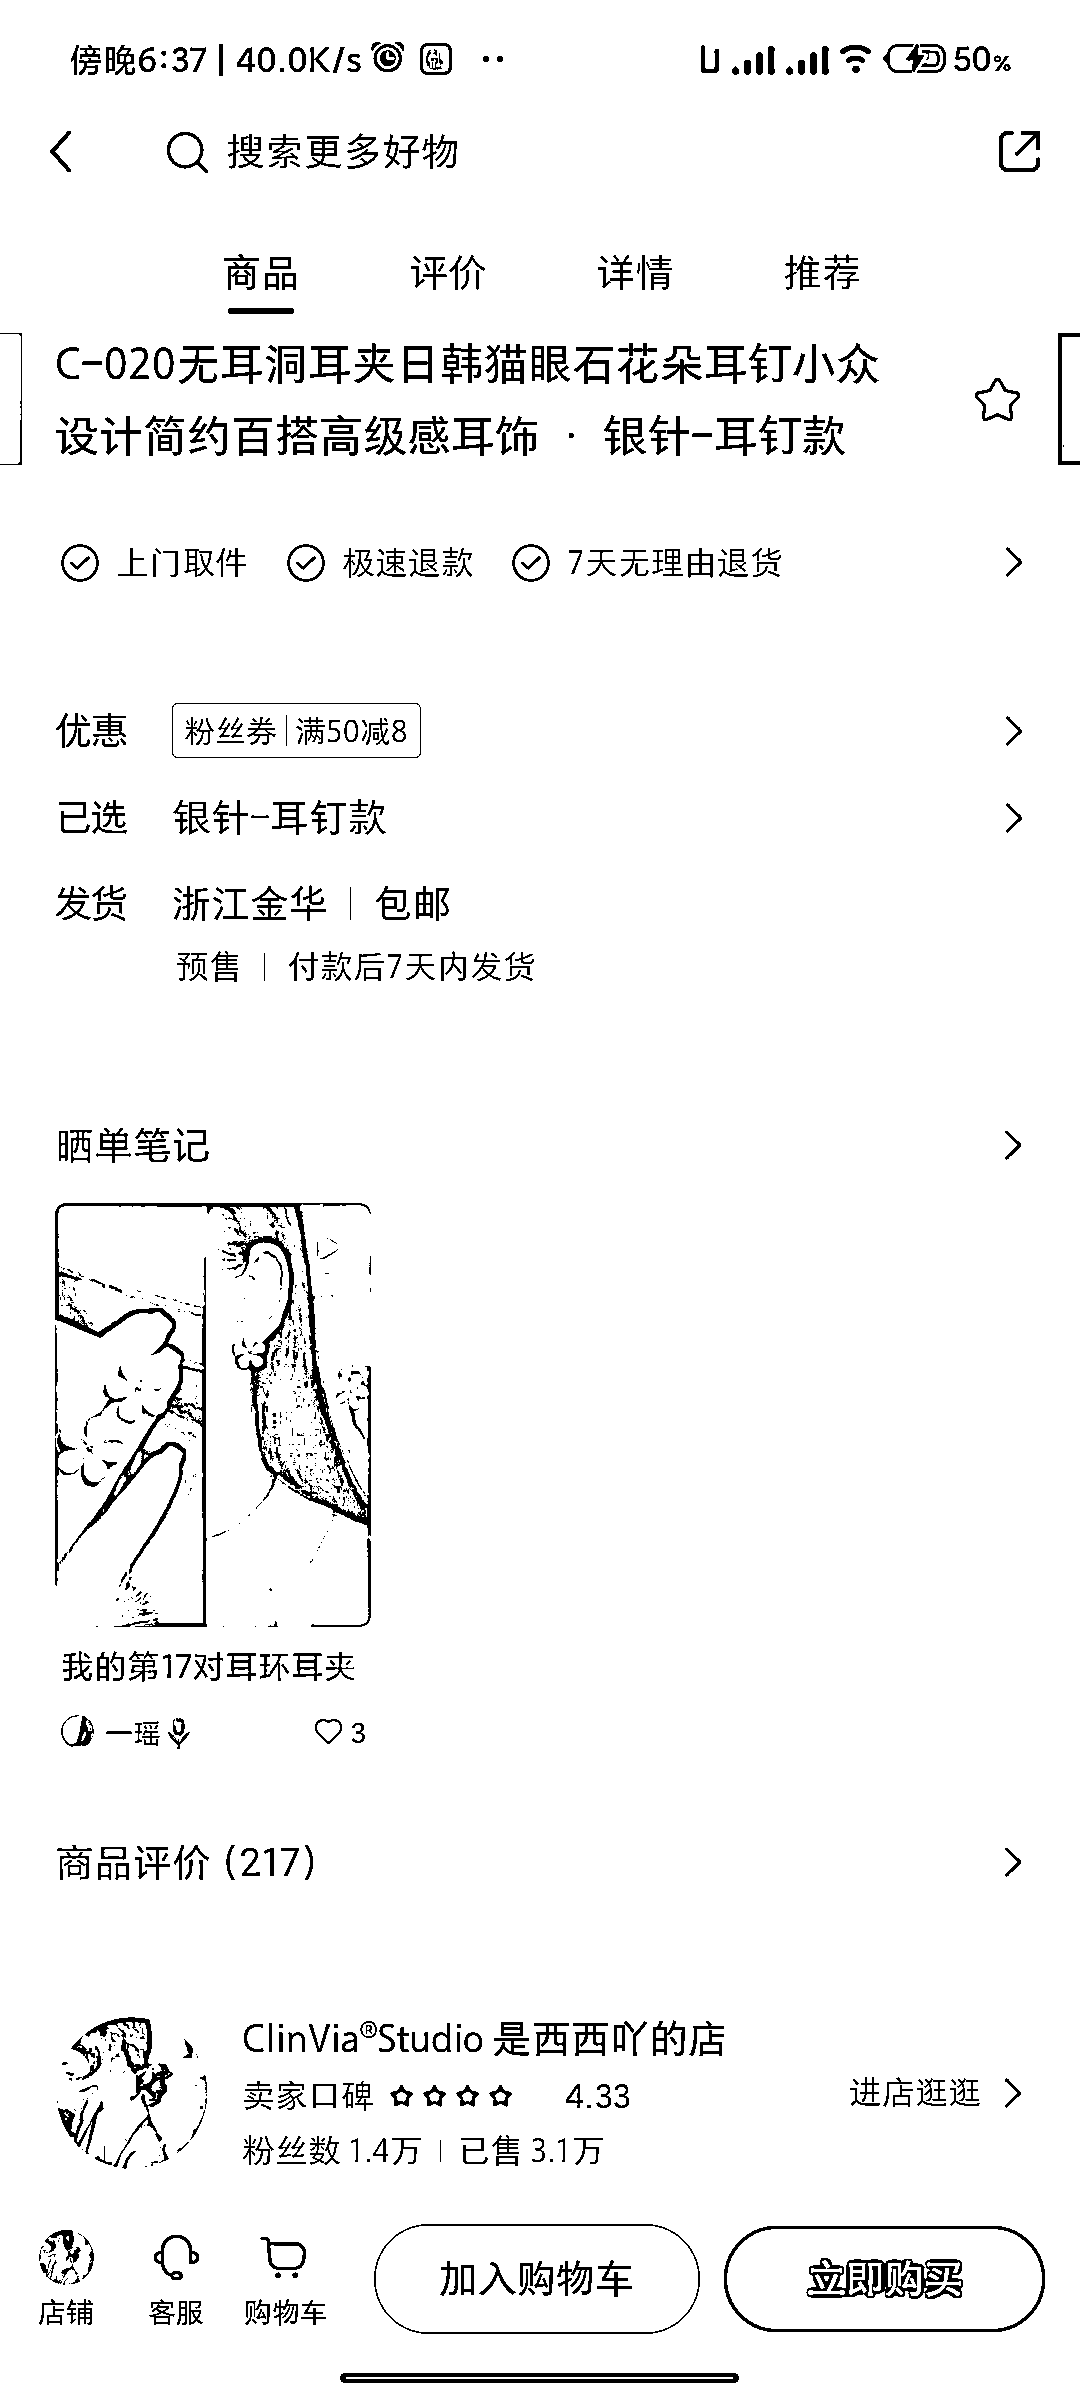 傍晚6:37 | 40.0K/s
50%
搜索更多好物
商品 评价 详情 推荐
C-020无耳洞耳夹日韩猫眼石花朵耳钉小众
设计简约百搭高级感耳饰 · 银针-耳钉款
上门取件 极速退款 7天无理由退货
优惠 粉丝券 | 满50减8
已选 银针-耳钉款
发货 浙江金华 | 包邮
预售 | 付款后7天内发货
晒单笔记
我的第17对耳环耳夹
一瑶 3
商品评价 (217)
ClinVia®Studio 是西西吖的店
卖家口碑 4.33
进店逛逛
粉丝数 1.4万 | 已售 3.1万
店铺 客服 购物车 加入购物车 立即购买